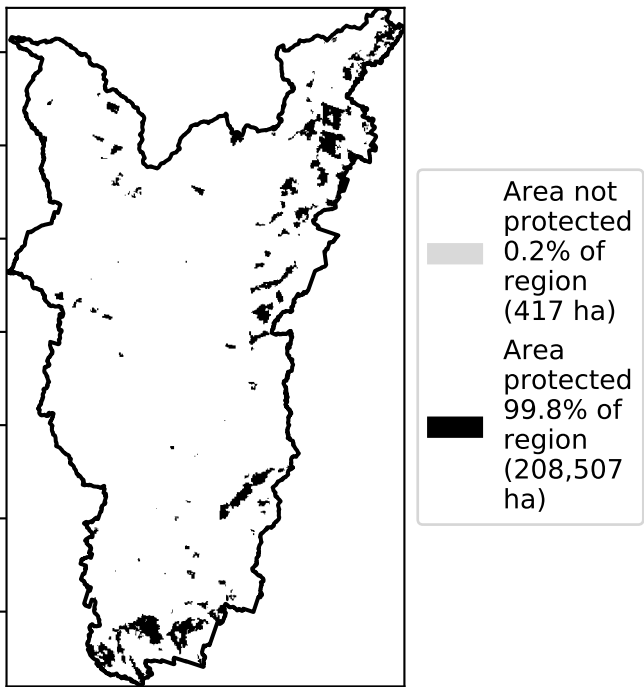 Area not
protected
0.2% of
region
(417 ha)
Area
protected
99.8% of
region
(208,507
ha)